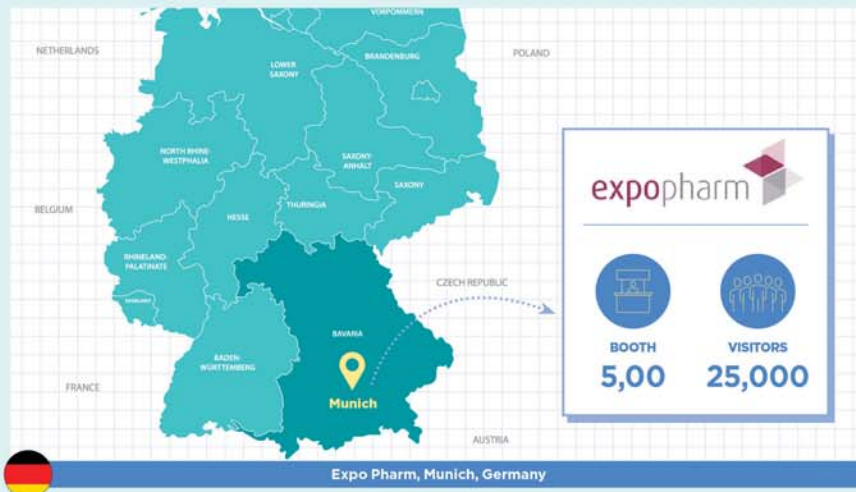 VORPOMMERN
NETHERLANDS
LOWER
SAXONY
BRANDENBURG
POLAND
NORTH RHINE-
WESTPHALIA
SAXONY-
ANHALT
SAXONY
BELGIUM
HESSE
THURINGIA
RHINELAND-
PALATINATE
SAARLAND
CZECH REPUBLIC
BAVARIA
BADEN-
WÜRTTEMBERG
FRANCE
Munich
AUSTRIA
expopharm
BOOTH
5,00
VISITORS
25,000
Expo Pharm, Munich, Germany